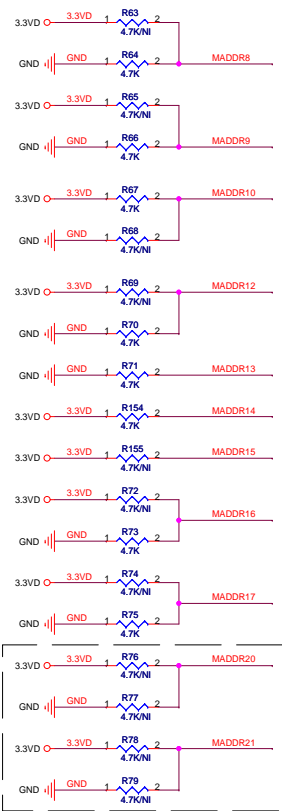 R63
3.3VD 3.3VD 1 2
4.7K/NI
R64
GND GND 1 2 MADDR8
4.7K
R65
3.3VD 3.3VD 1 2
4.7K/NI
R66
GND GND 1 2 MADDR9
4.7K
R67
3.3VD 3.3VD 1 2 MADDR10
4.7K
R68
GND GND 1 2
4.7K/NI
R69
3.3VD 3.3VD 1 2 MADDR12
4.7K/NI
R70
GND GND 1 2
4.7K
R71
GND GND 1 2 MADDR13
4.7K
R154
3.3VD 3.3VD 1 2 MADDR14
4.7K
R155
3.3VD 3.3VD 1 2 MADDR15
4.7K/NI
R72
3.3VD 3.3VD 1 2
4.7K/NI
MADDR16
R73
GND GND 1 2
4.7K
R74
3.3VD 3.3VD 1 2
4.7K/NI
MADDR17
R75
GND GND 1 2
4.7K
R76
3.3VD 3.3VD 1 2 MADDR20
4.7K/NI
R77
GND GND 1 2
4.7K/NI
R78
3.3VD 3.3VD 1 2 MADDR21
4.7K/NI
R79
GND GND 1 2
4.7K/NI